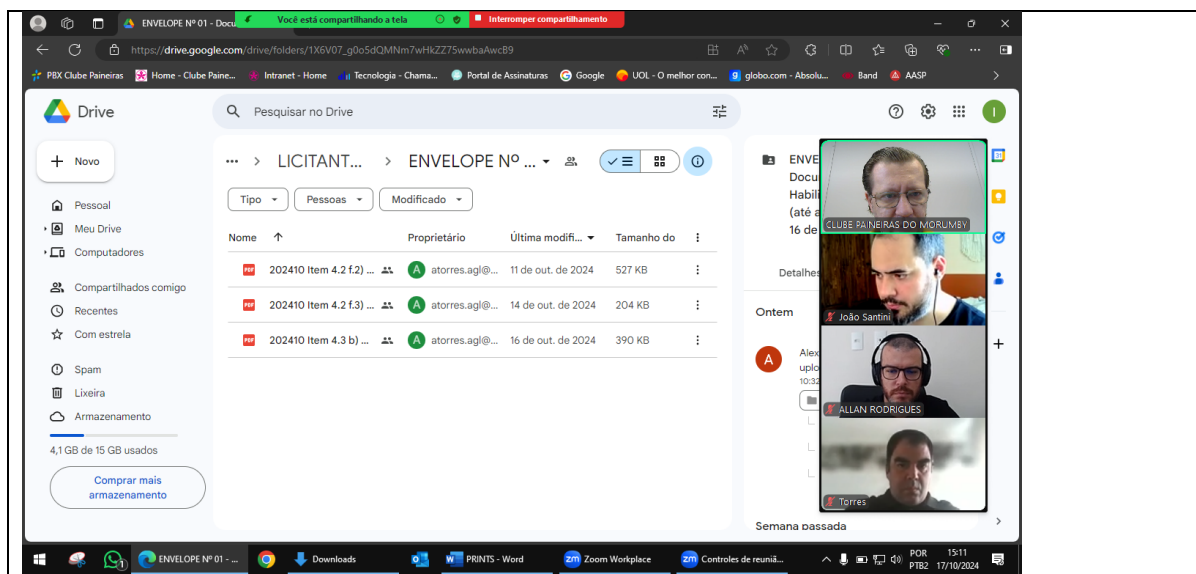 ENVELOPE Nº 01 - Docu
Você está compartilhando a tela
Interromper compartilhamento
https://drive.google.com/drive/folders/1X6V07_g0o5dQMNm7wHkZZ75wwbaAwcB9
PBX Clube Paineiras
Home - Clube Paine...
Intranet - Home
Tecnologia - Chama...
Portal de Assinaturas
Google
UOL - O melhor con...
globo.com - Absolu...
Band
AASP
Drive
Pesquisar no Drive
I
Novo
Pessoal
Meu Drive
Computadores
Compartilhados comigo
Recentes
Com estrela
Spam
Lixeira
Armazenamento
4,1 GB de 15 GB usados
Comprar mais
armazenamento
... > LICITANT... > ENVELOPE Nº ...
Tipo
Pessoas
Modificado
Nome
Proprietário
Última modifi...
Tamanho do
PDF 202410 Item 4.2 f.2) ... A atorres.agl@... 11 de out. de 2024 527 KB
PDF 202410 Item 4.2 f.3) ... A atorres.agl@... 14 de out. de 2024 204 KB
PDF 202410 Item 4.3 b) ... A atorres.agl@... 16 de out. de 2024 390 KB
ENVE
Docu
Habili
(até a
16 de
Detalhes
Ontem
A
Alex
uplo
10:32
Semana passada
31
CLUBE PAINEIRAS DO MORUMBY
João Santini
ALLAN RODRIGUES
Torres
ENVELOPE Nº 01 - ...
Downloads
PRINTS - Word
zm Zoom Workplace
zm Controles de reuniã...
POR
PTB2
15:11
17/10/2024